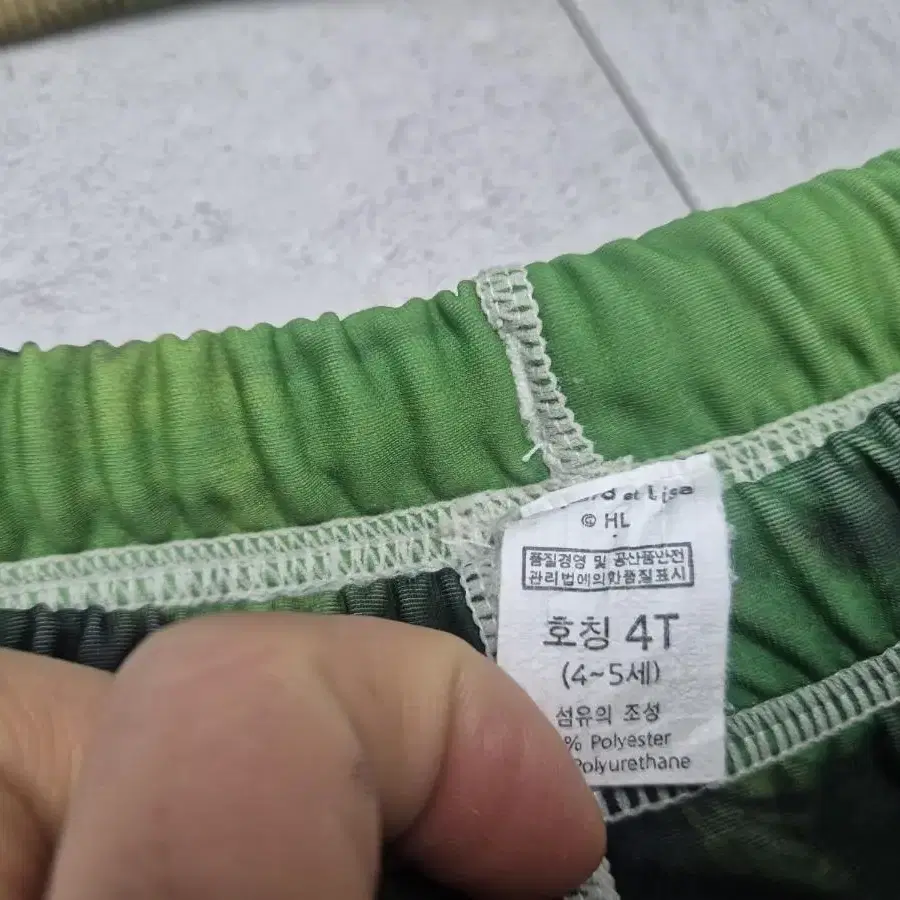 et Lisa
© HL
품질경영 및 공산품안전
관리법에의한품질표시
호칭 4T
(4~5세)
섬유의 조성
% Polyester
Polyurethane